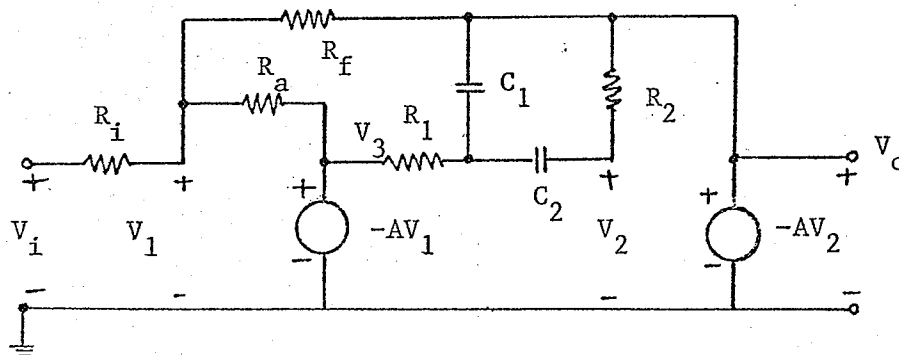 R_f
R_a
C_1
R_2
R_i
V_3
R_1
V_o
+
+
+
C_2
+
+
+
V_i
V_1
-AV_1
V_2
-AV_2
-
-
-
-
-
-